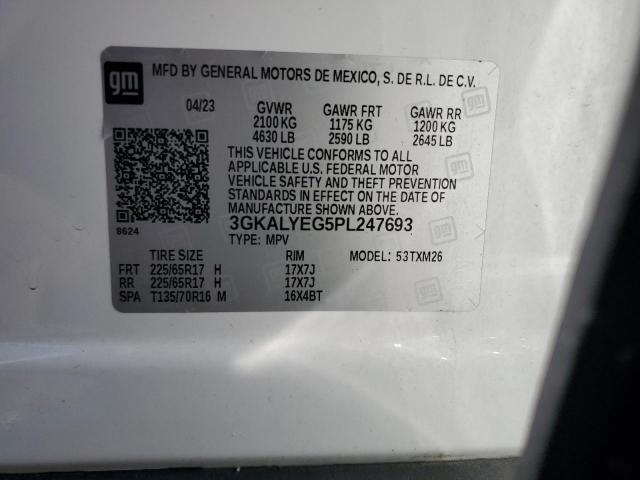 gm
MFD BY GENERAL MOTORS DE MEXICO, S. DE R.L. DE C.V.
04/23 GVWR GAWR FRT GAWR RR
2100 KG 1175 KG 1200 KG
4630 LB 2590 LB 2645 LB
THIS VEHICLE CONFORMS TO ALL
APPLICABLE U.S. FEDERAL MOTOR
VEHICLE SAFETY AND THEFT PREVENTION
STANDARDS IN EFFECT ON THE DATE OF
MANUFACTURE SHOWN ABOVE.
8624 3GKALYEG5PL247693
TYPE: MPV
TIRE SIZE RIM MODEL: 53TXM26
FRT 225/65R17 H 17X7J
RR 225/65R17 H 17X7J
SPA T135/70R16 M 16X4BT